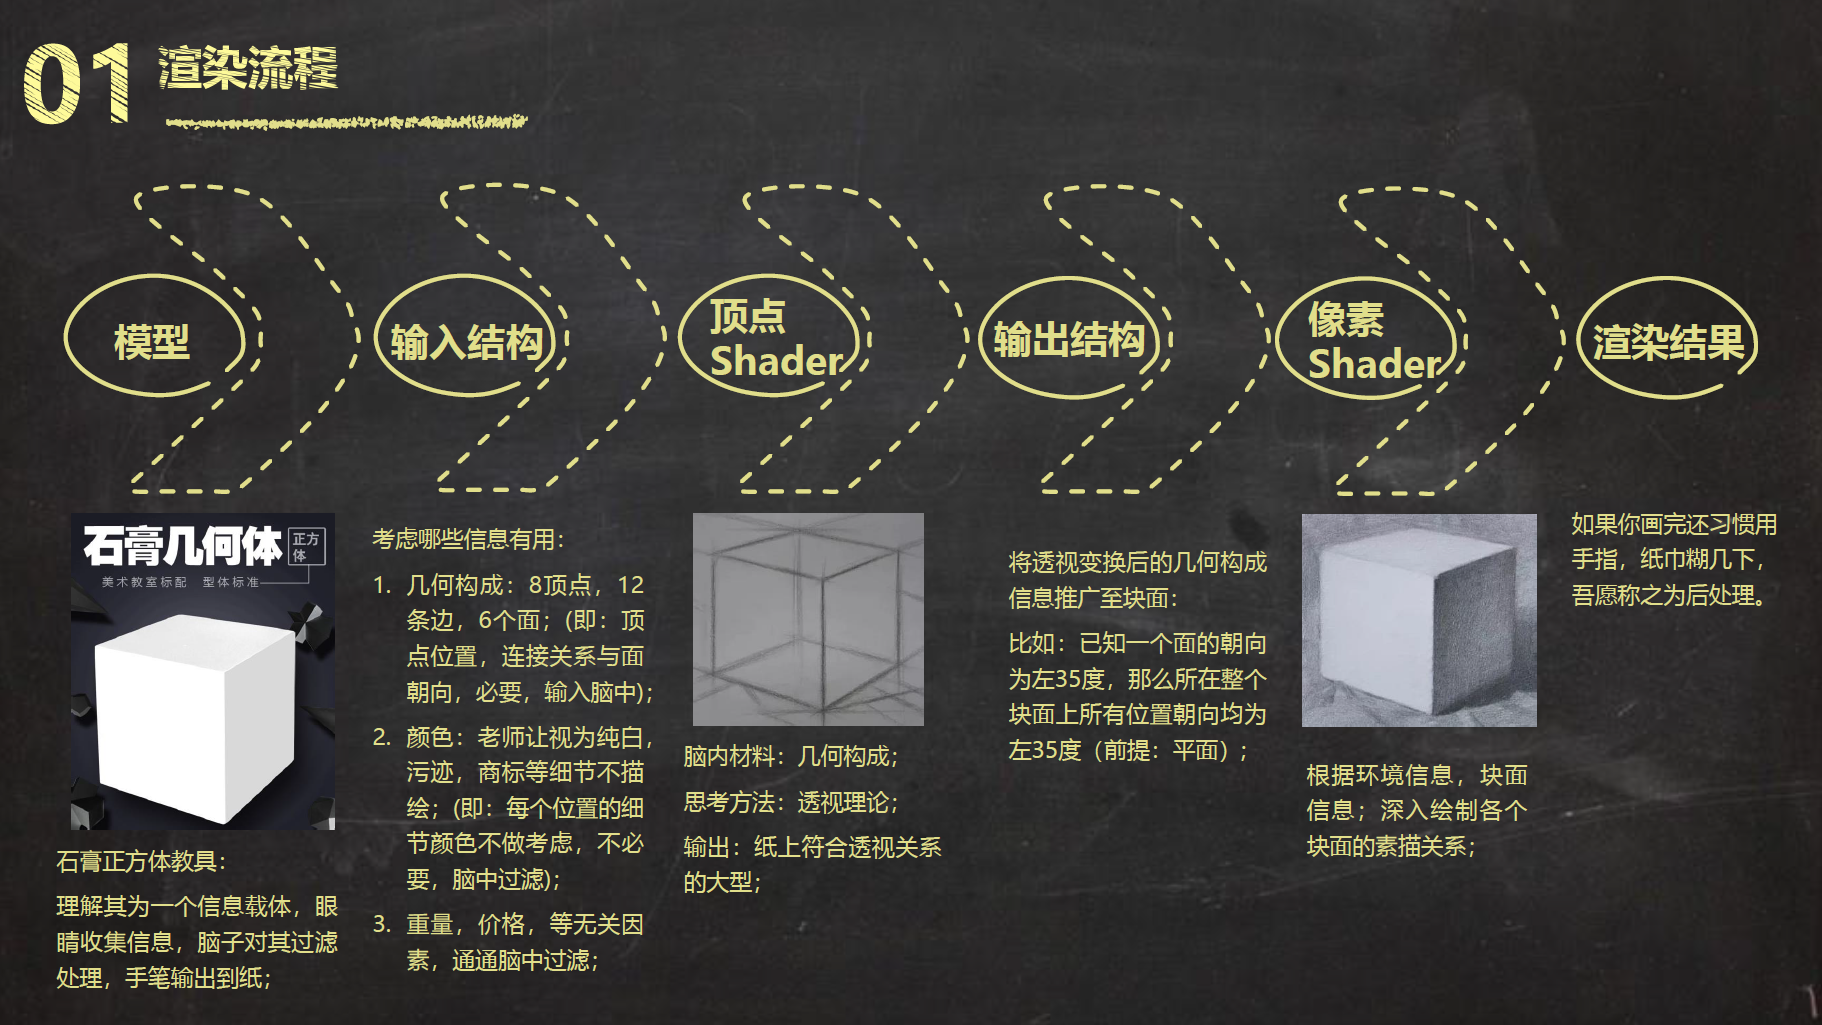 01 渲染流程
模型
输入结构
顶点
Shader
输出结构
像素
Shader
渲染结果
石膏几何体
正方
体
美术教室标配 型体标准
石膏正方体教具：
理解其为一个信息载体，眼
睛收集信息，脑子对其过滤
处理，手笔输出到纸；
考虑哪些信息有用：
1. 几何构成：8顶点，12
条边，6个面；(即：顶
点位置，连接关系与面
朝向，必要，输入脑中)；
2. 颜色：老师让视为纯白，
污迹，商标等细节不描
绘；(即：每个位置的细
节颜色不做考虑，不必
要，脑中过滤)；
3. 重量，价格，等无关因
素，通通脑中过滤；
脑内材料：几何构成；
思考方法：透视理论；
输出：纸上符合透视关系
的大型；
将透视变换后的几何构成
信息推广至块面：
比如：已知一个面的朝向
为左35度，那么所在整个
块面上所有位置朝向均为
左35度（前提：平面）；
根据环境信息，块面
信息；深入绘制各个
块面的素描关系；
如果你画完还习惯用
手指，纸巾糊几下，
吾愿称之为后处理。